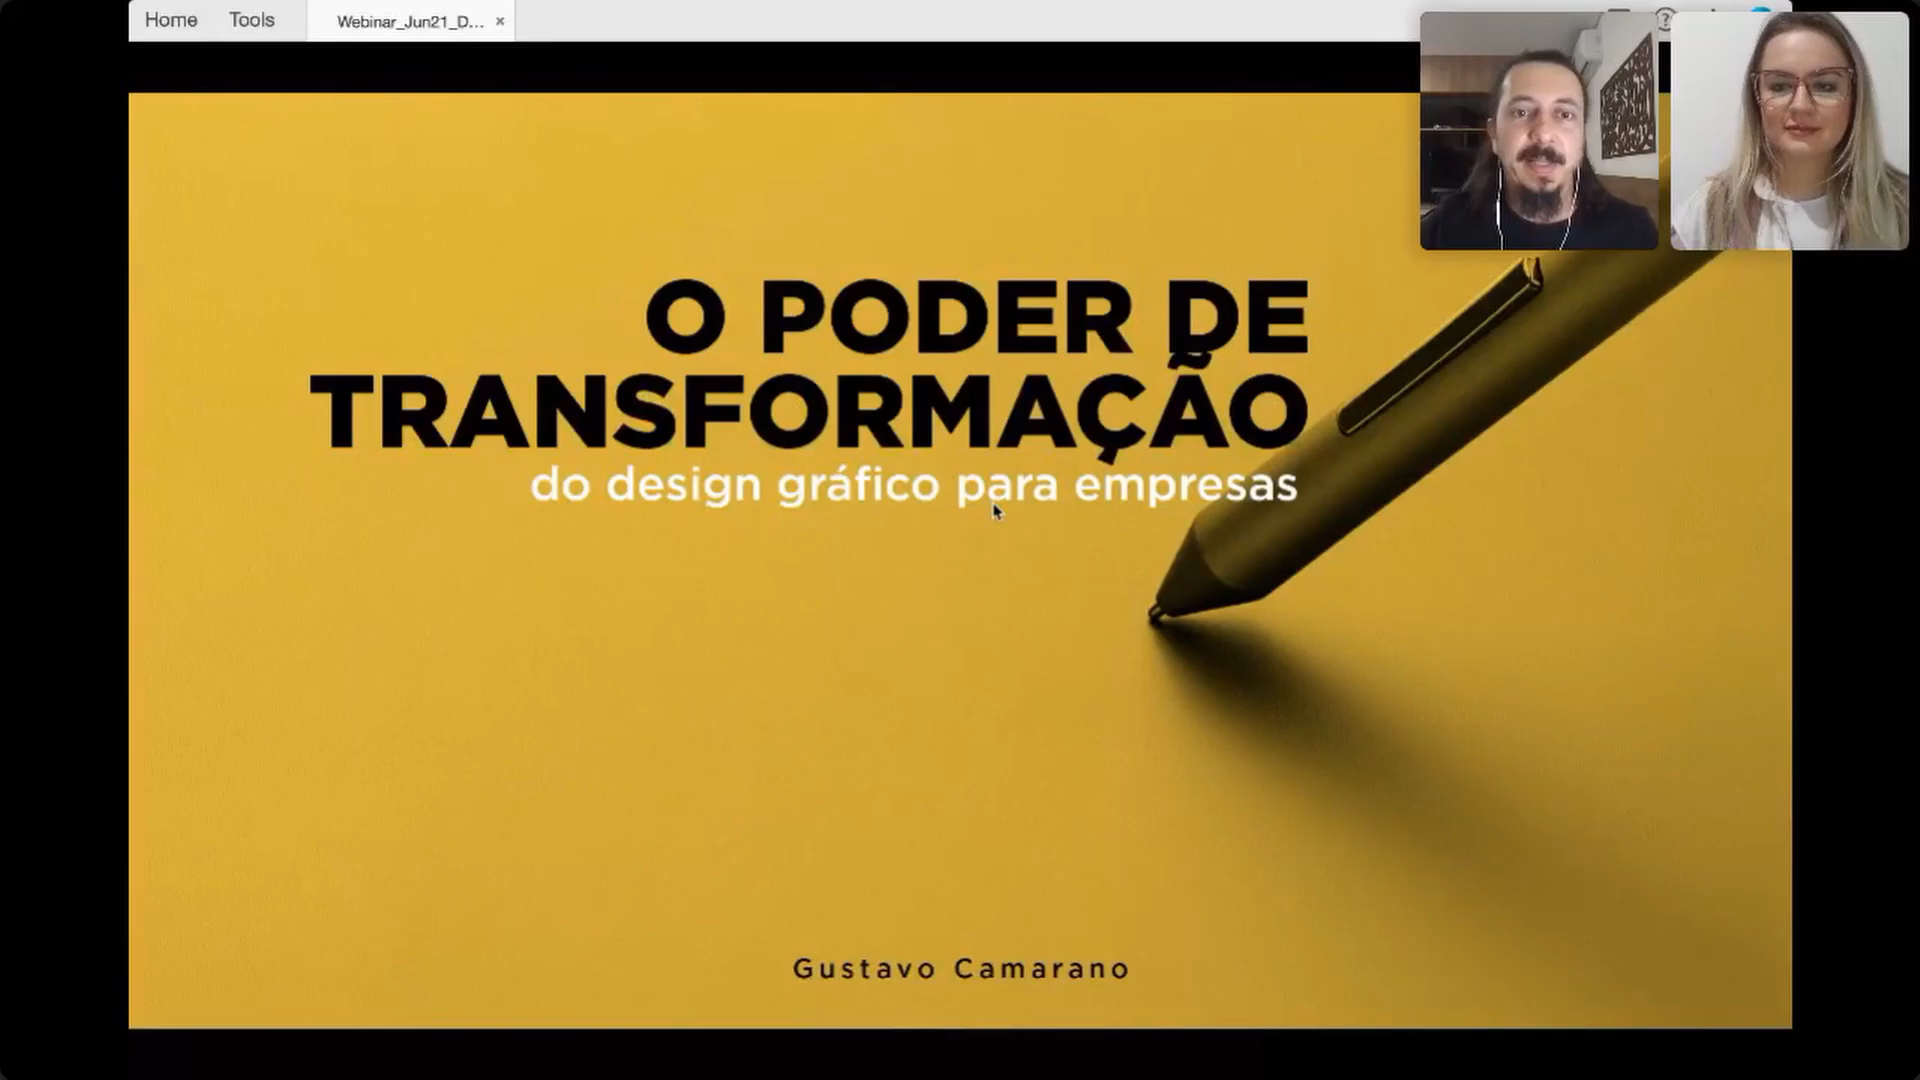 Home Tools Webinar_Jun21_D... ×
O PODER DE
TRANSFORMAÇÃO
do design gráfico para empresas
Gustavo Camarano